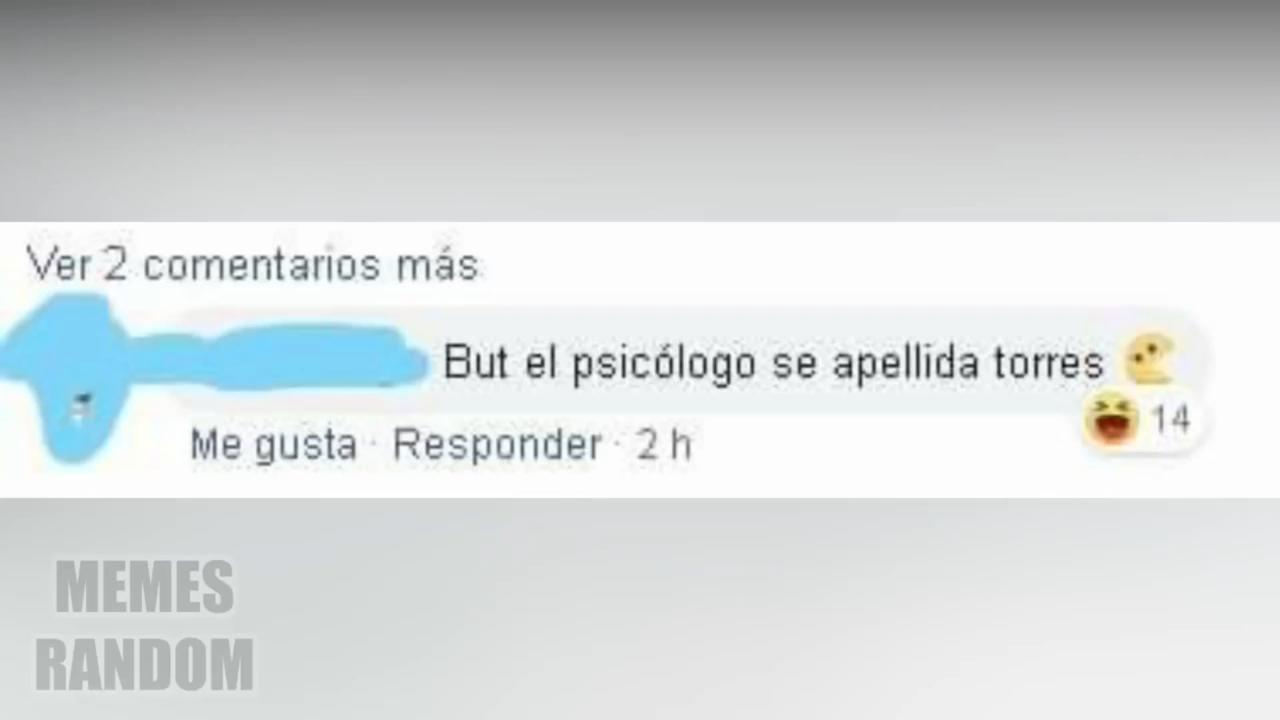 Ver 2 comentarios más
But el psicólogo se apellida torres
14
Me gusta · Responder · 2 h
MEMES
RANDOM